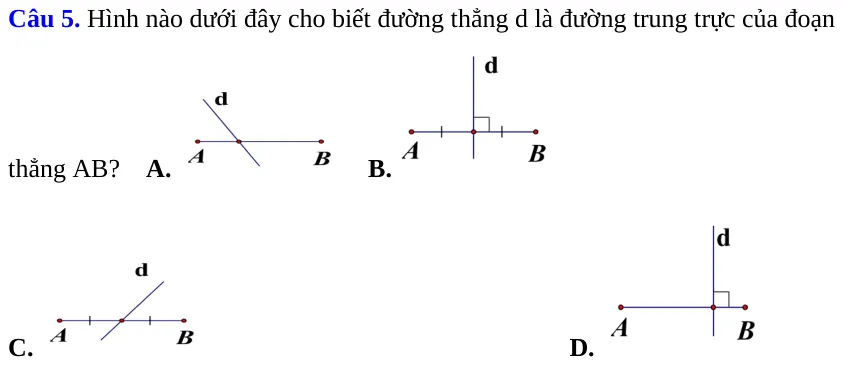 Câu 5. Hình nào dưới đây cho biết đường thẳng d là đường trung trực của đoạn
thẳng AB? A. A d B B. A d B
C. A d B D. A d B